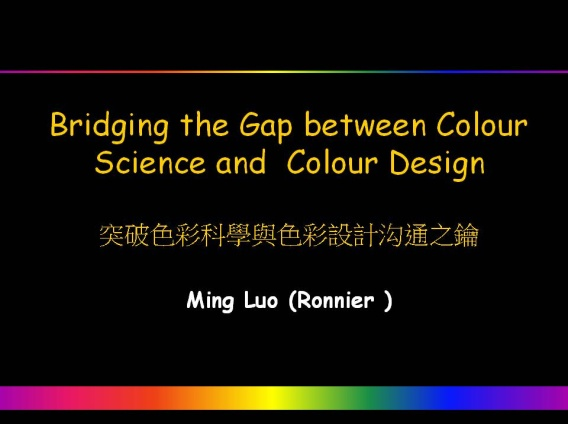 Bridging the Gap between Colour
Science and  Colour Design
突破色彩科學與色彩設計沟通之鑰
Ming Luo (Ronnier )